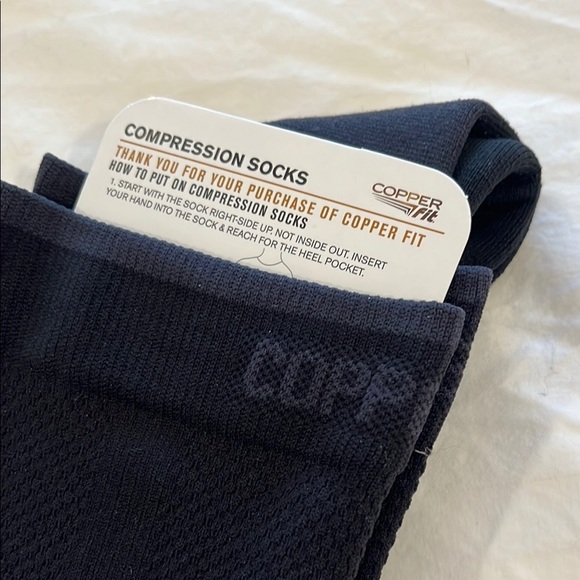 COMPRESSION SOCKS
THANK YOU FOR YOUR PURCHASE OF COPPER FIT
HOW TO PUT ON COMPRESSION SOCKS
1. START WITH THE SOCK RIGHT-SIDE UP, NOT INSIDE OUT. INSERT
YOUR HAND INTO THE SOCK & REACH FOR THE HEEL POCKET.
COPPER
Fit
COPP